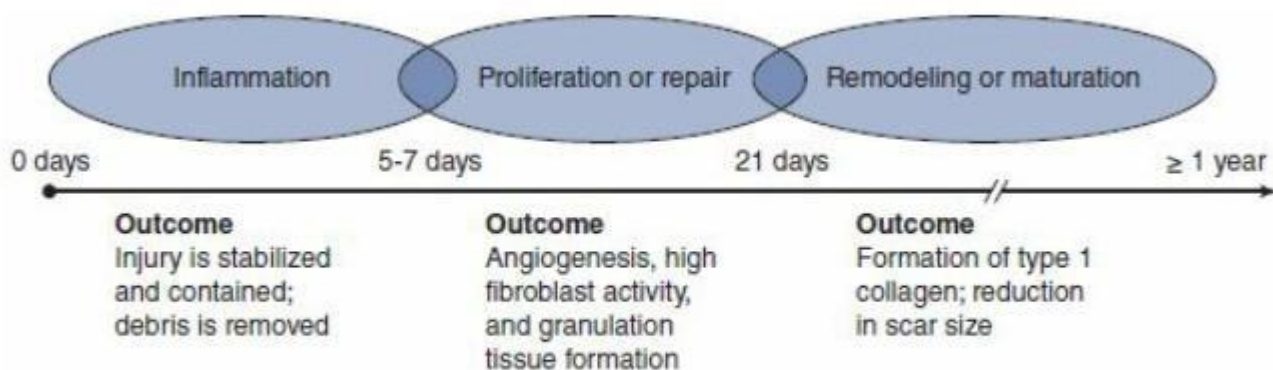 Inflammation
Proliferation or repair
Remodeling or maturation
0 days
5-7 days
21 days
≥ 1 year
Outcome
Injury is stabilized
and contained;
debris is removed
Outcome
Angiogenesis, high
fibroblast activity,
and granulation
tissue formation
Outcome
Formation of type 1
collagen; reduction
in scar size